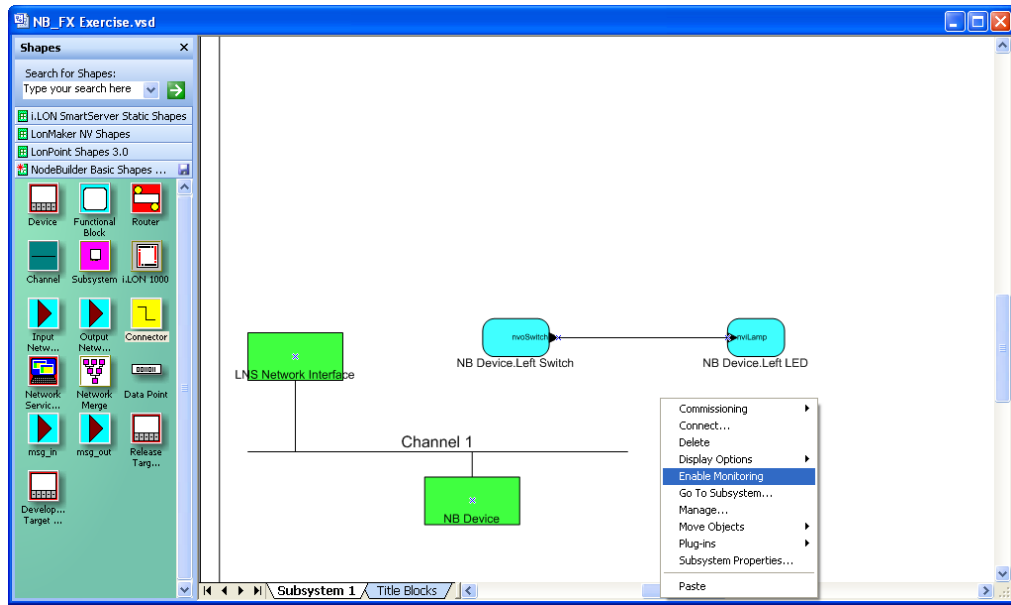 NB_FX Exercise.vsd
Shapes
Search for Shapes:
Type your search here
i.LON SmartServer Static Shapes
LonMaker NV Shapes
LonPoint Shapes 3.0
NodeBuilder Basic Shapes ...
Device
Functional
Block
Router
Channel
Subsystem
i.LON 1000
Input
Netw...
Output
Netw...
Connector
Network
Servic...
Network
Merge
Data Point
msg_in
msg_out
Release
Targ...
Develop...
Target ...
LNS Network Interface
nvoSwitch
NB Device.Left Switch
nviLamp
NB Device.Left LED
Channel 1
NB Device
Commissioning
Connect...
Delete
Display Options
Enable Monitoring
Go To Subsystem...
Manage...
Move Objects
Plug-ins
Subsystem Properties...
Paste
Subsystem 1
Title Blocks